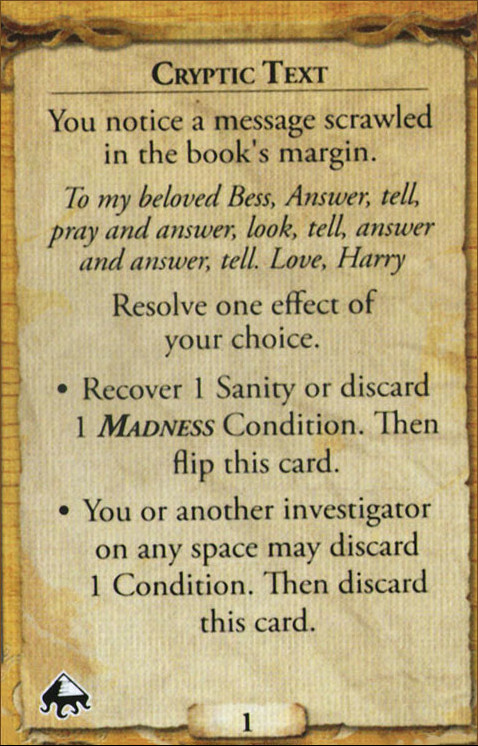 CRYPTIC TEXT
You notice a message scrawled
in the book's margin.
To my beloved Bess, Answer, tell,
pray and answer, look, tell, answer
and answer, tell. Love, Harry
Resolve one effect of
your choice.
• Recover 1 Sanity or discard
1 MADNESS Condition. Then
flip this card.
• You or another investigator
on any space may discard
1 Condition. Then discard
this card.
1